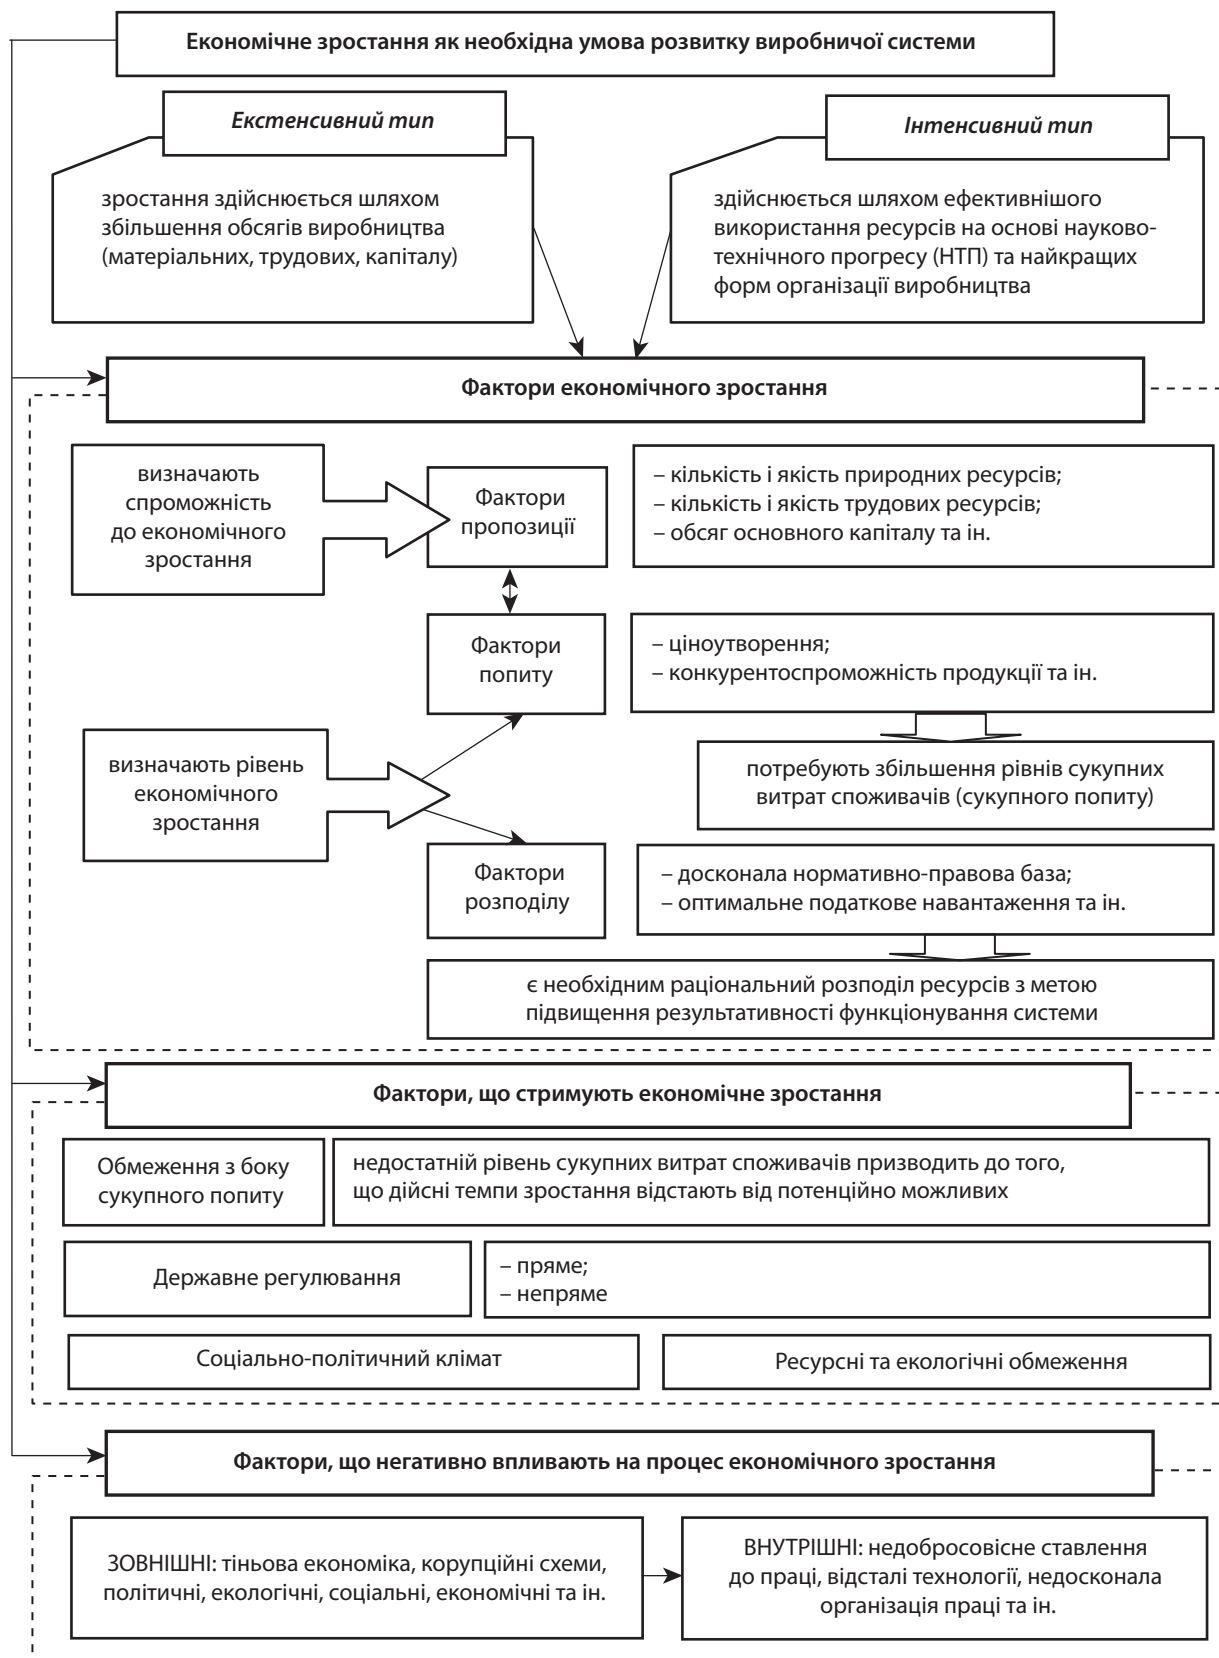 Економічне зростання як необхідна умова розвитку виробничої системи
Екстенсивний тип
зростання здійснюється шляхом
збільшення обсягів виробництва
(матеріальних, трудових, капіталу)
Інтенсивний тип
здійснюється шляхом ефективнішого
використання ресурсів на основі науково-
технічного прогресу (НТП) та найкращих
форм організації виробництва
Фактори економічного зростання
визначають
спроможність
до економічного
зростання
Фактори
пропозиції
– кількість і якість природних ресурсів;
– кількість і якість трудових ресурсів;
– обсяг основного капіталу та ін.
Фактори
попиту
– ціноутворення;
– конкурентоспроможність продукції та ін.
визначають рівень
економічного
зростання
потребують збільшення рівнів сукупних
витрат споживачів (сукупного попиту)
Фактори
розподілу
– досконала нормативно-правова база;
– оптимальне податкове навантаження та ін.
є необхідним раціональний розподіл ресурсів з метою
підвищення результативності функціонування системи
Фактори, що стримують економічне зростання
Обмеження з боку
сукупного попиту
недостатній рівень сукупних витрат споживачів призводить до того,
що дійсні темпи зростання відстають від потенційно можливих
Державне регулювання
– пряме;
– непряме
Соціально-політичний клімат
Ресурсні та екологічні обмеження
Фактори, що негативно впливають на процес економічного зростання
ЗОВНІШНІ: тіньова економіка, корупційні схеми,
політичні, екологічні, соціальні, економічні та ін.
ВНУТРІШНІ: недобросовісне ставлення
до праці, відсталі технології, недосконала
організація праці та ін.